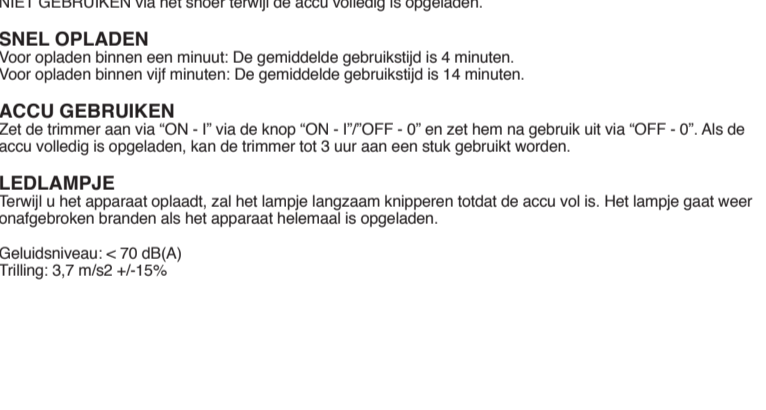 NIET GEBRUIKEN via het snoer terwijl de accu volledig is opgeladen.
SNEL OPLADEN
Voor opladen binnen een minuut: De gemiddelde gebruikstijd is 4 minuten.
Voor opladen binnen vijf minuten: De gemiddelde gebruikstijd is 14 minuten.
ACCU GEBRUIKEN
Zet de trimmer aan via “ON - I” via de knop “ON - I”/”OFF - 0” en zet hem na gebruik uit via “OFF - 0”. Als de
accu volledig is opgeladen, kan de trimmer tot 3 uur aan een stuk gebruikt worden.
LEDLAMPJE
Terwijl u het apparaat oplaadt, zal het lampje langzaam knipperen totdat de accu vol is. Het lampje gaat weer
onafgebroken branden als het apparaat helemaal is opgeladen.
Geluidsniveau: < 70 dB(A)
Trilling: 3,7 m/s2 +/-15%